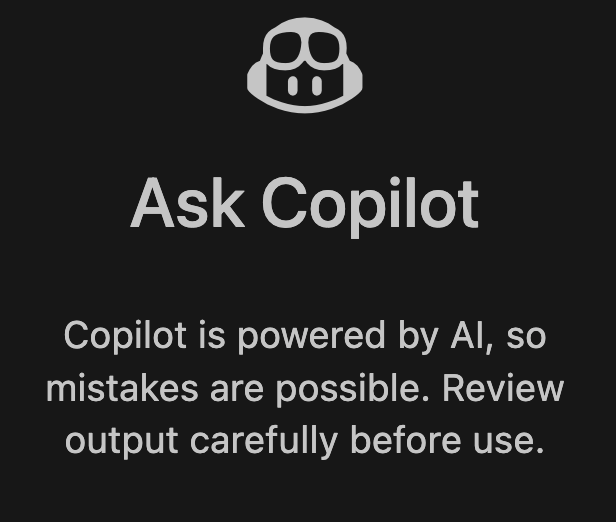 Ask Copilot
Copilot is powered by AI, so
mistakes are possible. Review
output carefully before use.